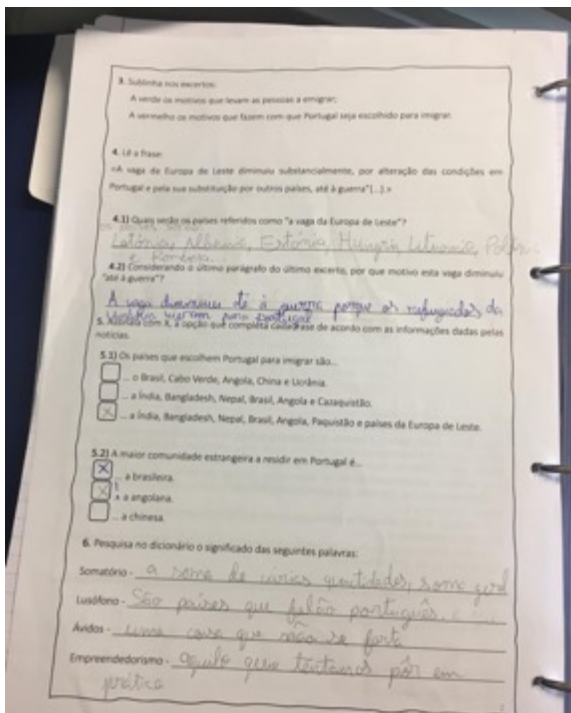 3. Sublinha nos excertos:
A verde os motivos que levam as pessoas a emigrar;
A vermelho os motivos que fazem com que Portugal seja escolhido para imigrar.
4. Lê a frase:
«A vaga da Europa de Leste diminuiu substancialmente, por alteração das condições em
Portugal e pela sua substituição por outros países, até à guerra"(...).»
4.1) Quais serão os países referidos como "a vaga da Europa de Leste"?
Os países serão
Letónia, Albânia, Estónia, Hungria, Lituania, Polónia
e Roménia.
4.2) Considerando o último parágrafo do último excerto, por que motivo esta vaga diminuiu
"até à guerra"?
A vaga diminuiu até à guerra porque os refugiados da
Ucrânia vieram para Portugal
5. Assinala com X, a opção que completa cada frase de acordo com as informações dadas pelas
notícias.
5.1) Os países que escolhem Portugal para imigrar são...
... o Brasil, Cabo Verde, Angola, China e Ucrânia.
... a Índia, Bangladesh, Nepal, Brasil, Angola e Cazaquistão.
X ... a Índia, Bangladesh, Nepal, Brasil, Angola, Paquistão e países da Europa de Leste.
5.2) A maior comunidade estrangeira a residir em Portugal é...
X ... a brasileira.
X a angolana.
... a chinesa.
6. Pesquisa no dicionário o significado das seguintes palavras:
Somatório - a soma de várias quantidades, soma geral
Lusófono - São países que falão português.
Ávidos - uma coisa que não se farta
Empreendedorismo - aquilo que tentamos pôr em
prática